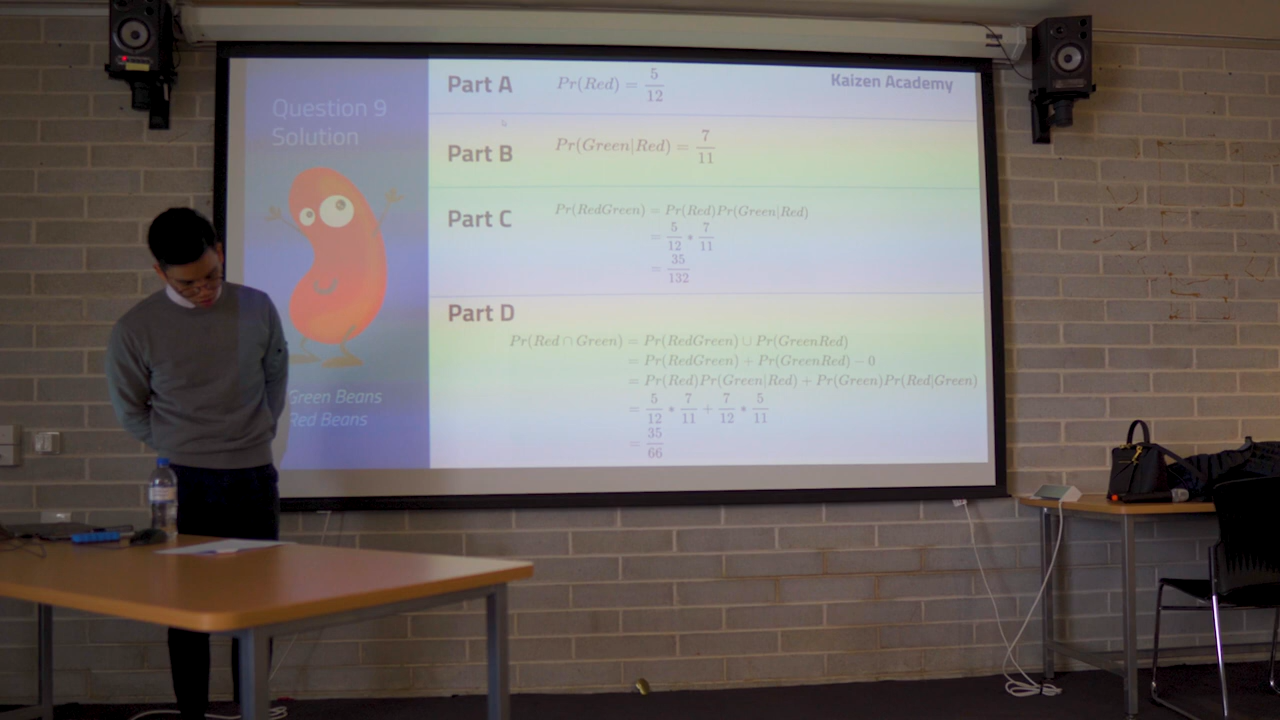 Question 9
Solution
Green Beans
Red Beans
Kaizen Academy
Part A
Pr(Red) = 5/12
Part B
Pr(Green|Red) = 7/11
Part C
Pr(RedGreen) = Pr(Red)Pr(Green|Red)
= 5/12 * 7/11
= 35/132
Part D
Pr(Red ∩ Green) = Pr(RedGreen) ∪ Pr(GreenRed)
= Pr(RedGreen) + Pr(GreenRed) − 0
= Pr(Red)Pr(Green|Red) + Pr(Green)Pr(Red|Green)
= 5/12 * 7/11 + 7/12 * 5/11
= 35/66